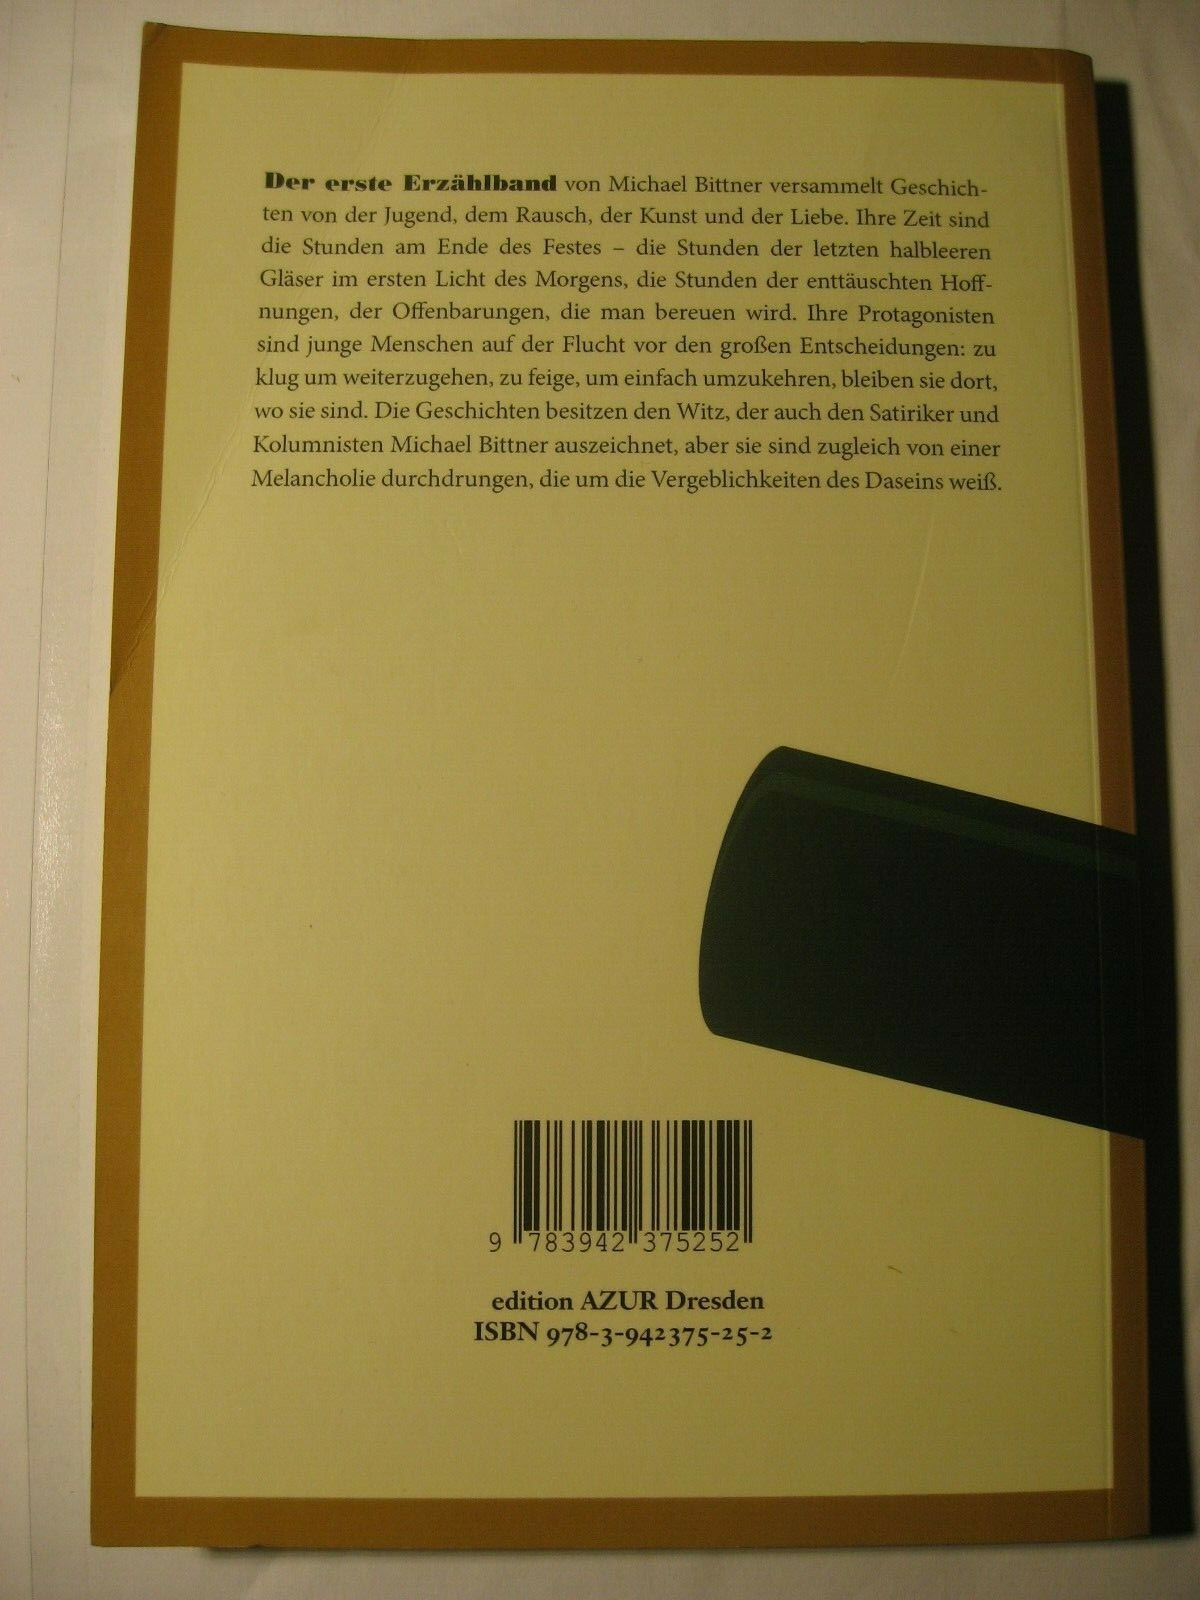 Der erste Erzählband von Michael Bittner versammelt Geschich-
ten von der Jugend, dem Rausch, der Kunst und der Liebe. Ihre Zeit sind
die Stunden am Ende des Festes – die Stunden der letzten halbleeren
Gläser im ersten Licht des Morgens, die Stunden der enttäuschten Hoff-
nungen, der Offenbarungen, die man bereuen wird. Ihre Protagonisten
sind junge Menschen auf der Flucht vor den großen Entscheidungen: zu
klug um weiterzugehen, zu feige, um einfach umzukehren, bleiben sie dort,
wo sie sind. Die Geschichten besitzen den Witz, der auch den Satiriker und
Kolumnisten Michael Bittner auszeichnet, aber sie sind zugleich von einer
Melancholie durchdrungen, die um die Vergeblichkeiten des Daseins weiß.
9 783942 375252
edition AZUR Dresden
ISBN 978-3-942375-25-2